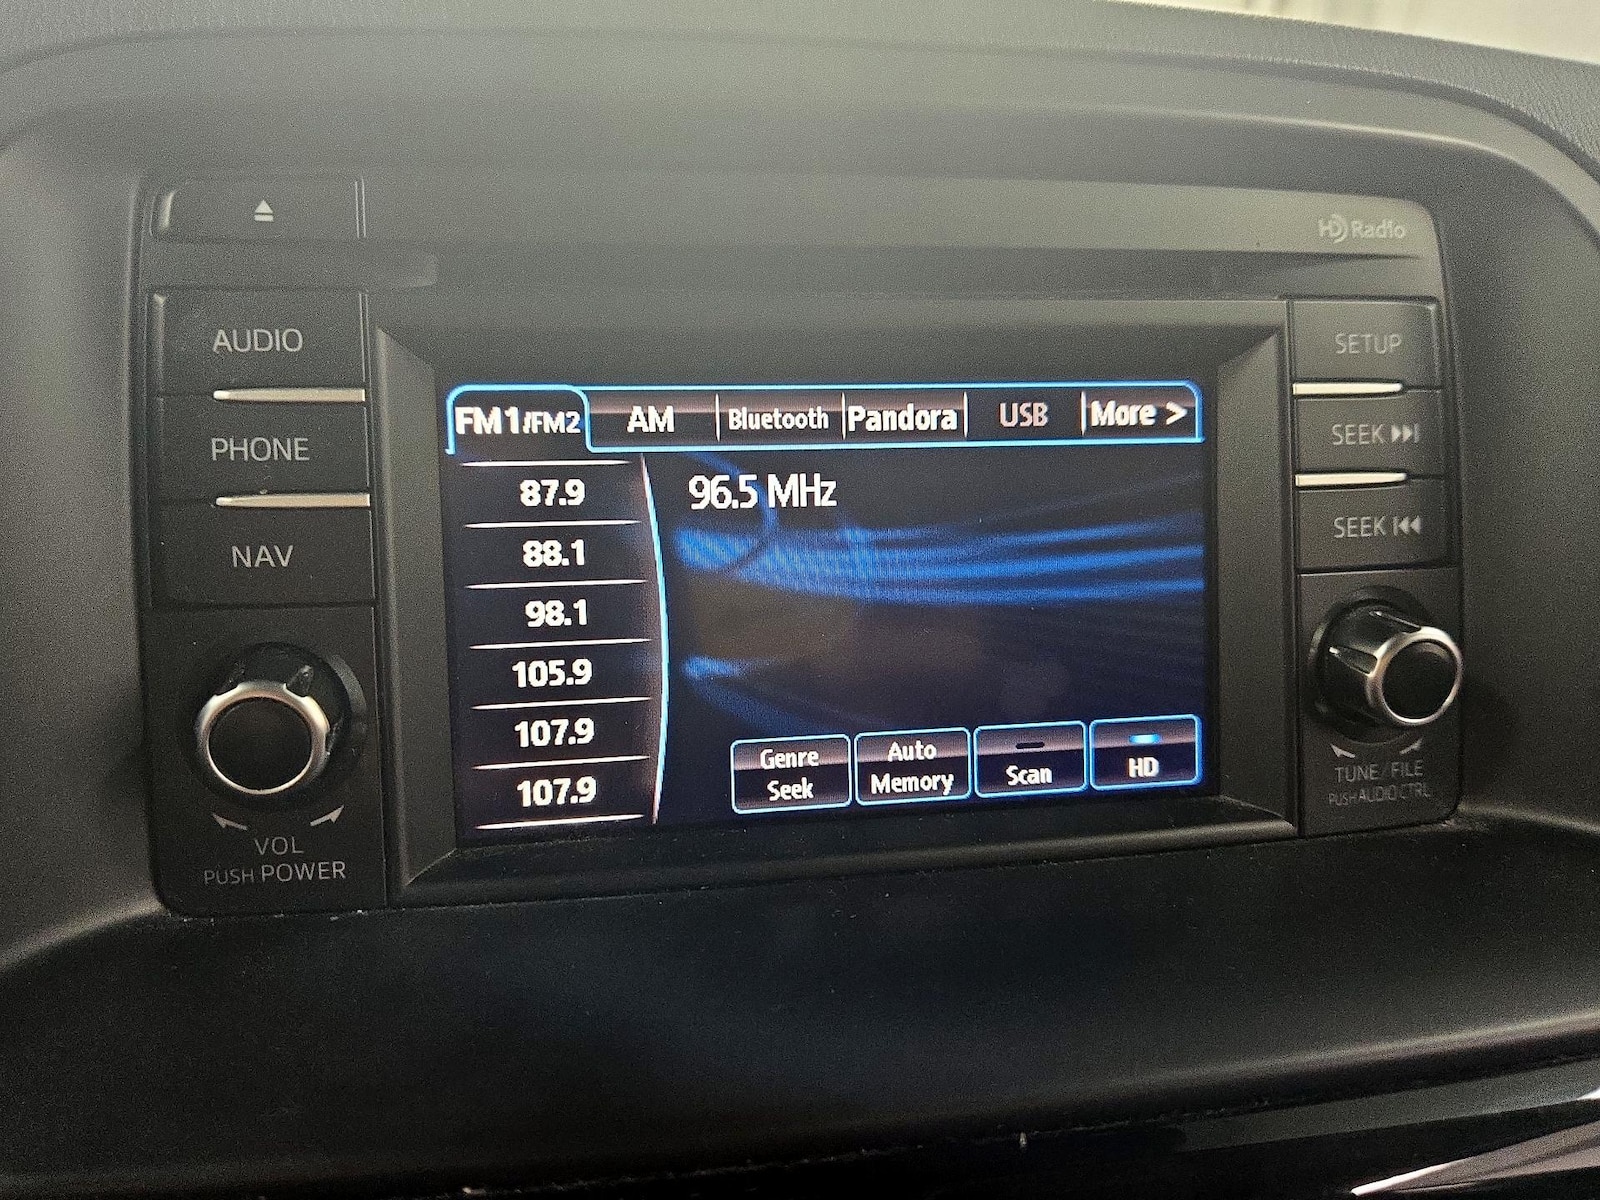 HD Radio
AUDIO
PHONE
NAV
VOL
PUSH POWER
FM1/FM2
AM
Bluetooth
Pandora
USB
More >
87.9
88.1
98.1
105.9
107.9
107.9
96.5 MHz
Genre
Seek
Auto
Memory
Scan
HD
SETUP
SEEK
SEEK
TUNE/FILE
PUSH AUDIO CTRL